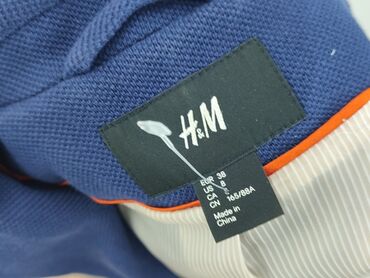 H&M
EUR 38
US 8
CA 8
CN 165/88A
Made in
China